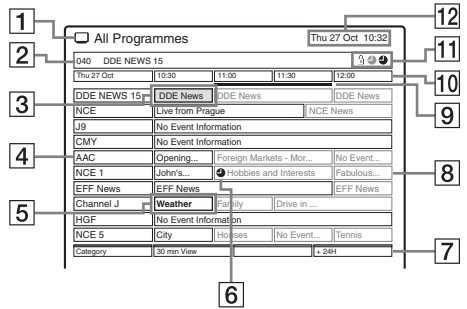 1 All Programmes Thu 27 Oct 10:32 12
2 040 DDE NEWS 15 11
Thu 27 Oct 10:30 11:00 11:30 12:00 10
3 DDE NEWS 15 DDE News DDE News DDE News 9
NCE Live from Prague NCE News
J9 No Event Information
CMY No Event Information
4 AAC Opening... Foreign Markets - Mor... No Event...
NCE 1 John's... Hobbies and Interests Fabulous... 8
EFF News EFF News EFF News
5 Channel J Weather Family Drive in ...
HGF No Event Information
NCE 5 City Houses No Event... Tennis
Category 30 min View + 24H 7
6